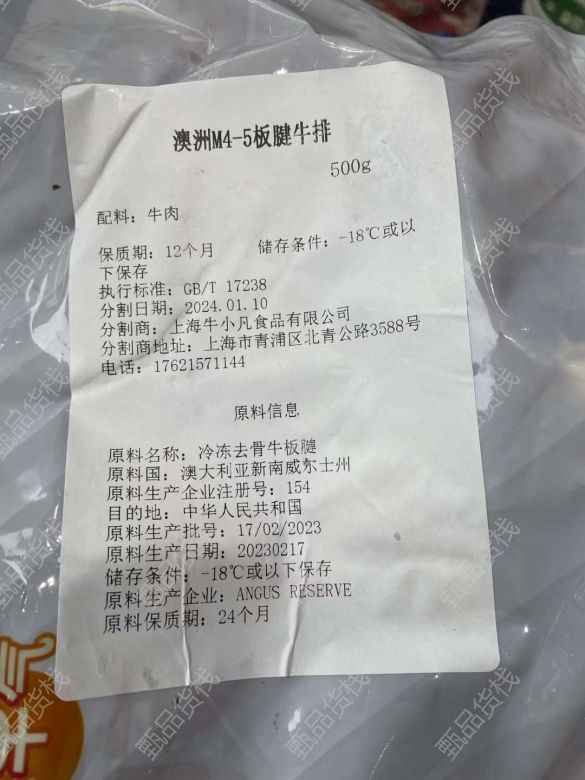 澳洲M4-5板腱牛排
500g
配料：牛肉
保质期：12个月 储存条件：-18℃或以
下保存
执行标准：GB/T 17238
分割日期：2024.01.10
分割商：上海牛小凡食品有限公司
分割商地址：上海市青浦区北青公路3588号
电话：17621571144
原料信息
原料名称：冷冻去骨牛板腱
原料国：澳大利亚新南威尔士州
原料生产企业注册号：154
目的地：中华人民共和国
原料生产批号：17/02/2023
原料生产日期：20230217
储存条件：-18℃或以下保存
原料生产企业：ANGUS RESERVE
原料保质期：24个月
甄品货栈